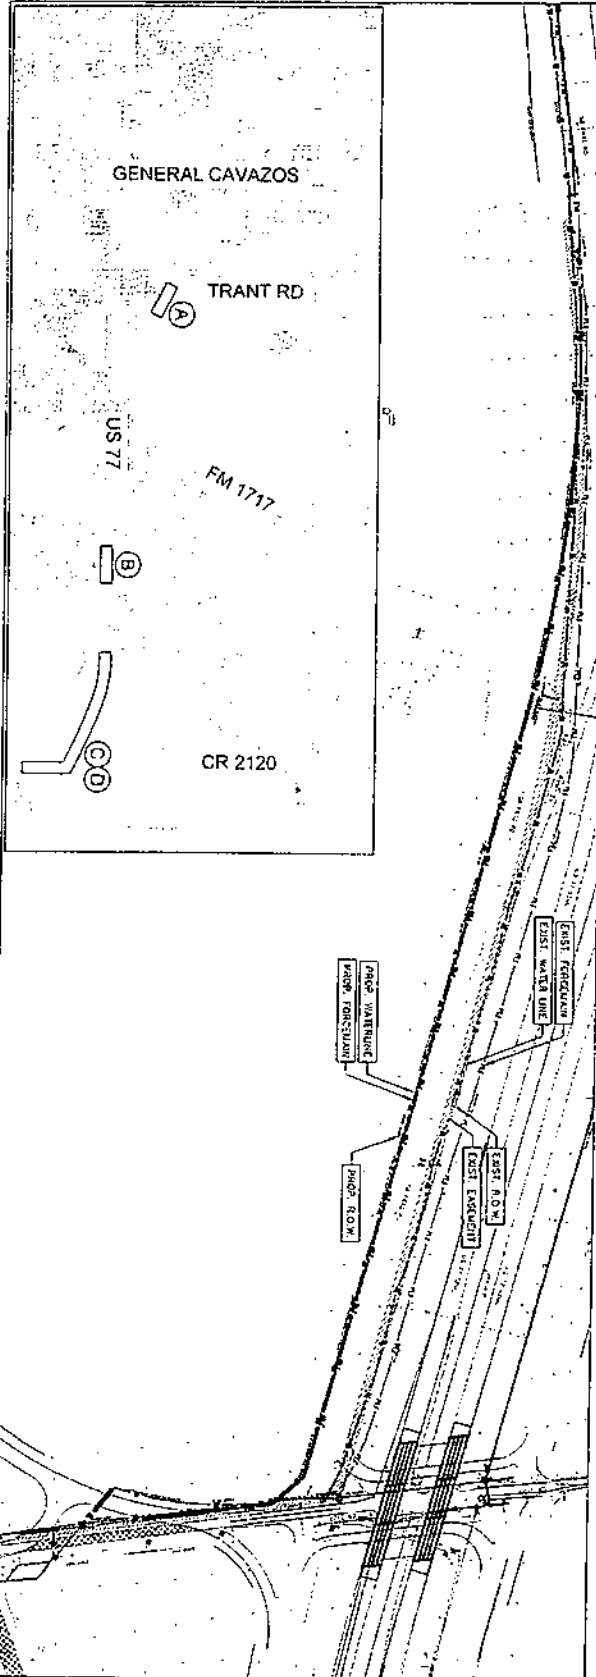 GENERAL CAVAZOS
TRANT RD
A
US 77
FM 1717
B
C
D
CR 2120
EXIST. FORCEMAIN
EXIST. WATER LINE
PROP. WATERLINE
PROP. FORCEMAIN
EXIST. R.O.W.
EXIST. EASEMENT
PROP. R.O.W.